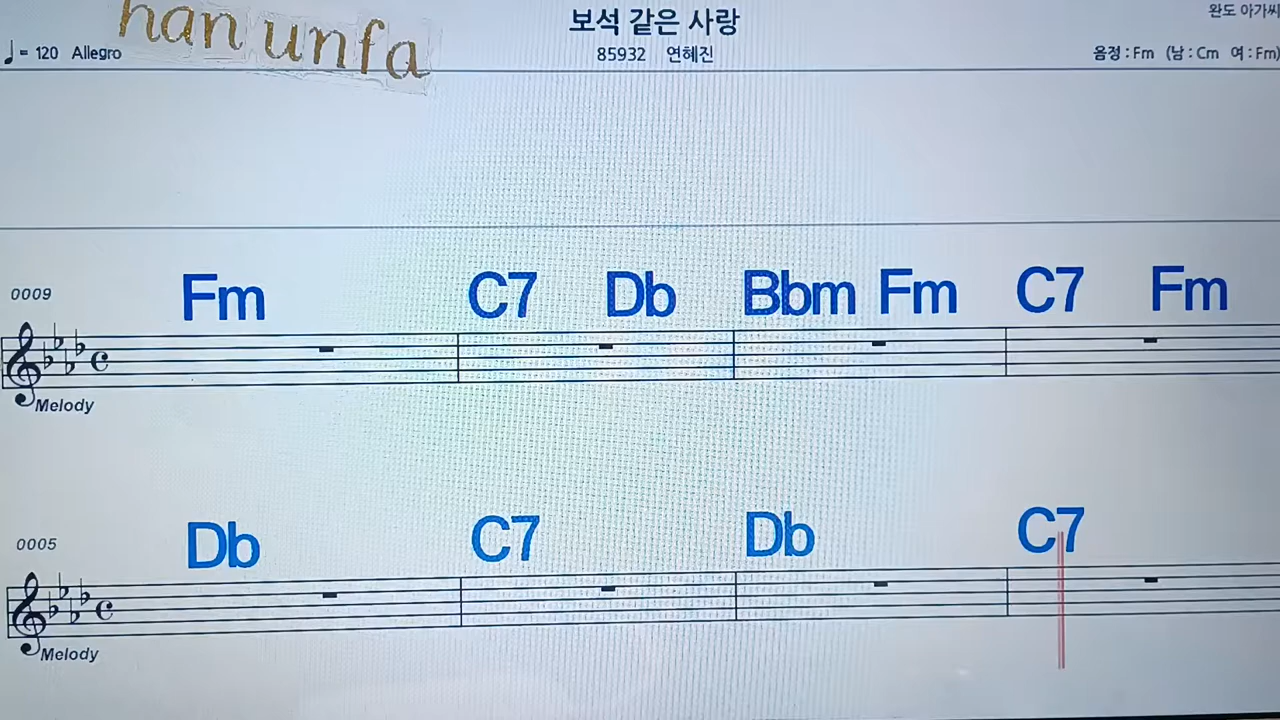 han unfa
보석 같은 사랑
완도 아가씨
♩= 120 Allegro
85932 연혜진
음정 : Fm (남 : Cm 여 : Fm)
0009
Fm C7 Db Bbm Fm C7 Fm
Melody
0005
Db C7 Db C7
Melody